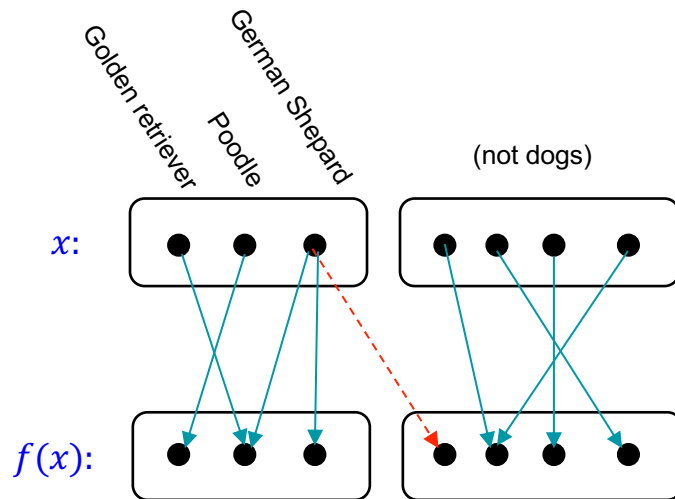 Golden retriever
Poodle
German Shepard
(not dogs)
x:
f(x):